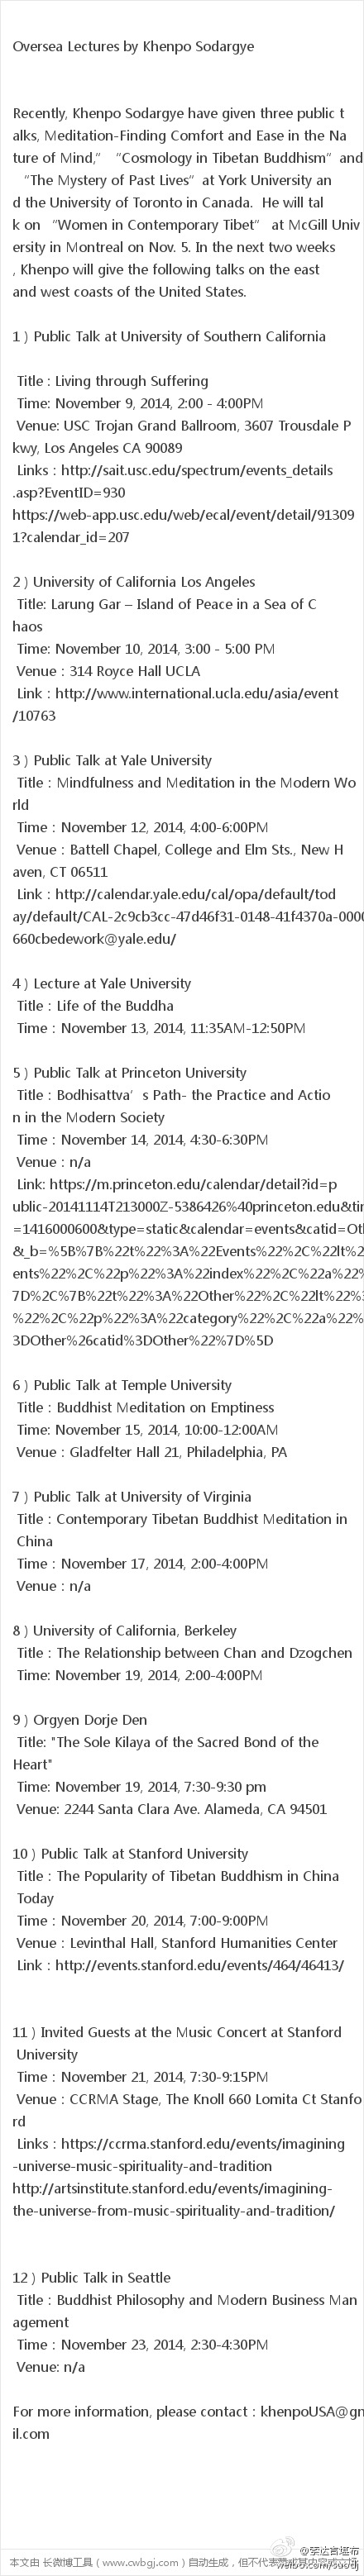 Oversea Lectures by Khenpo Sodargye
Recently, Khenpo Sodargye have given three public t
alks, Meditation-Finding Comfort and Ease in the Na
ture of Mind,” “Cosmology in Tibetan Buddhism” and
“The Mystery of Past Lives” at York University an
d the University of Toronto in Canada.  He will tal
k on “Women in Contemporary Tibet” at McGill Univ
ersity in Montreal on Nov. 5. In the next two weeks
, Khenpo will give the following talks on the east
and west coasts of the United States.
1）Public Talk at University of Southern California
Title：Living through Suffering
Time: November 9, 2014, 2:00 - 4:00PM
Venue: USC Trojan Grand Ballroom, 3607 Trousdale P
kwy, Los Angeles CA 90089
Links：http://sait.usc.edu/spectrum/events_details
.asp?EventID=930
https://web-app.usc.edu/web/ecal/event/detail/91309
1?calendar_id=207
2）University of California Los Angeles
Title: Larung Gar – Island of Peace in a Sea of C
haos
Time: November 10, 2014, 3:00 - 5:00 PM
Venue：314 Royce Hall UCLA
Link：http://www.international.ucla.edu/asia/event
/10763
3）Public Talk at Yale University
Title：Mindfulness and Meditation in the Modern Wo
rld
Time：November 12, 2014, 4:00-6:00PM
Venue：Battell Chapel, College and Elm Sts., New H
aven, CT 06511
Link：http://calendar.yale.edu/cal/opa/default/tod
ay/default/CAL-2c9cb3cc-47d46f31-0148-41f4370a-0000
660cbedework@yale.edu/
4）Lecture at Yale University
Title：Life of the Buddha
Time：November 13, 2014, 11:35AM-12:50PM
5）Public Talk at Princeton University
Title：Bodhisattva’s Path- the Practice and Actio
n in the Modern Society
Time：November 14, 2014, 4:30-6:30PM
Venue：n/a
Link: https://m.princeton.edu/calendar/detail?id=p
ublic-20141114T213000Z-5386426%40princeton.edu&tir
=1416000600&type=static&calendar=events&catid=Oth
&_b=%5B%7B%22t%22%3A%22Events%22%2C%22lt%2
ents%22%2C%22p%22%3A%22index%22%2C%22a%22%
7D%2C%7B%22t%22%3A%22Other%22%2C%22lt%22%3
%22%2C%22p%22%3A%22category%22%2C%22a%22%
3DOther%26catid%3DOther%22%7D%5D
6）Public Talk at Temple University
Title：Buddhist Meditation on Emptiness
Time: November 15, 2014, 10:00-12:00AM
Venue：Gladfelter Hall 21, Philadelphia, PA
7）Public Talk at University of Virginia
Title：Contemporary Tibetan Buddhist Meditation in
China
Time：November 17, 2014, 2:00-4:00PM
Venue：n/a
8）University of California, Berkeley
Title：The Relationship between Chan and Dzogchen
Time: November 19, 2014, 2:00-4:00PM
9）Orgyen Dorje Den
Title: "The Sole Kilaya of the Sacred Bond of the
Heart"
Time: November 19, 2014, 7:30-9:30 pm
Venue: 2244 Santa Clara Ave. Alameda, CA 94501
10）Public Talk at Stanford University
Title：The Popularity of Tibetan Buddhism in China
Today
Time：November 20, 2014, 7:00-9:00PM
Venue：Levinthal Hall, Stanford Humanities Center
Link：http://events.stanford.edu/events/464/46413/
11）Invited Guests at the Music Concert at Stanford
University
Time：November 21, 2014, 7:30-9:15PM
Venue：CCRMA Stage, The Knoll 660 Lomita Ct Stanfo
rd
Links：https://ccrma.stanford.edu/events/imagining
-universe-music-spirituality-and-tradition
http://artsinstitute.stanford.edu/events/imagining-
the-universe-from-music-spirituality-and-tradition/
12）Public Talk in Seattle
Title：Buddhist Philosophy and Modern Business Man
agement
Time：November 23, 2014, 2:30-4:30PM
Venue: n/a
For more information, please contact：khenpoUSA@gn
il.com
@索达吉堪布
本文由 长微博工具（www.cwbgj.com）自动生成，但不代表